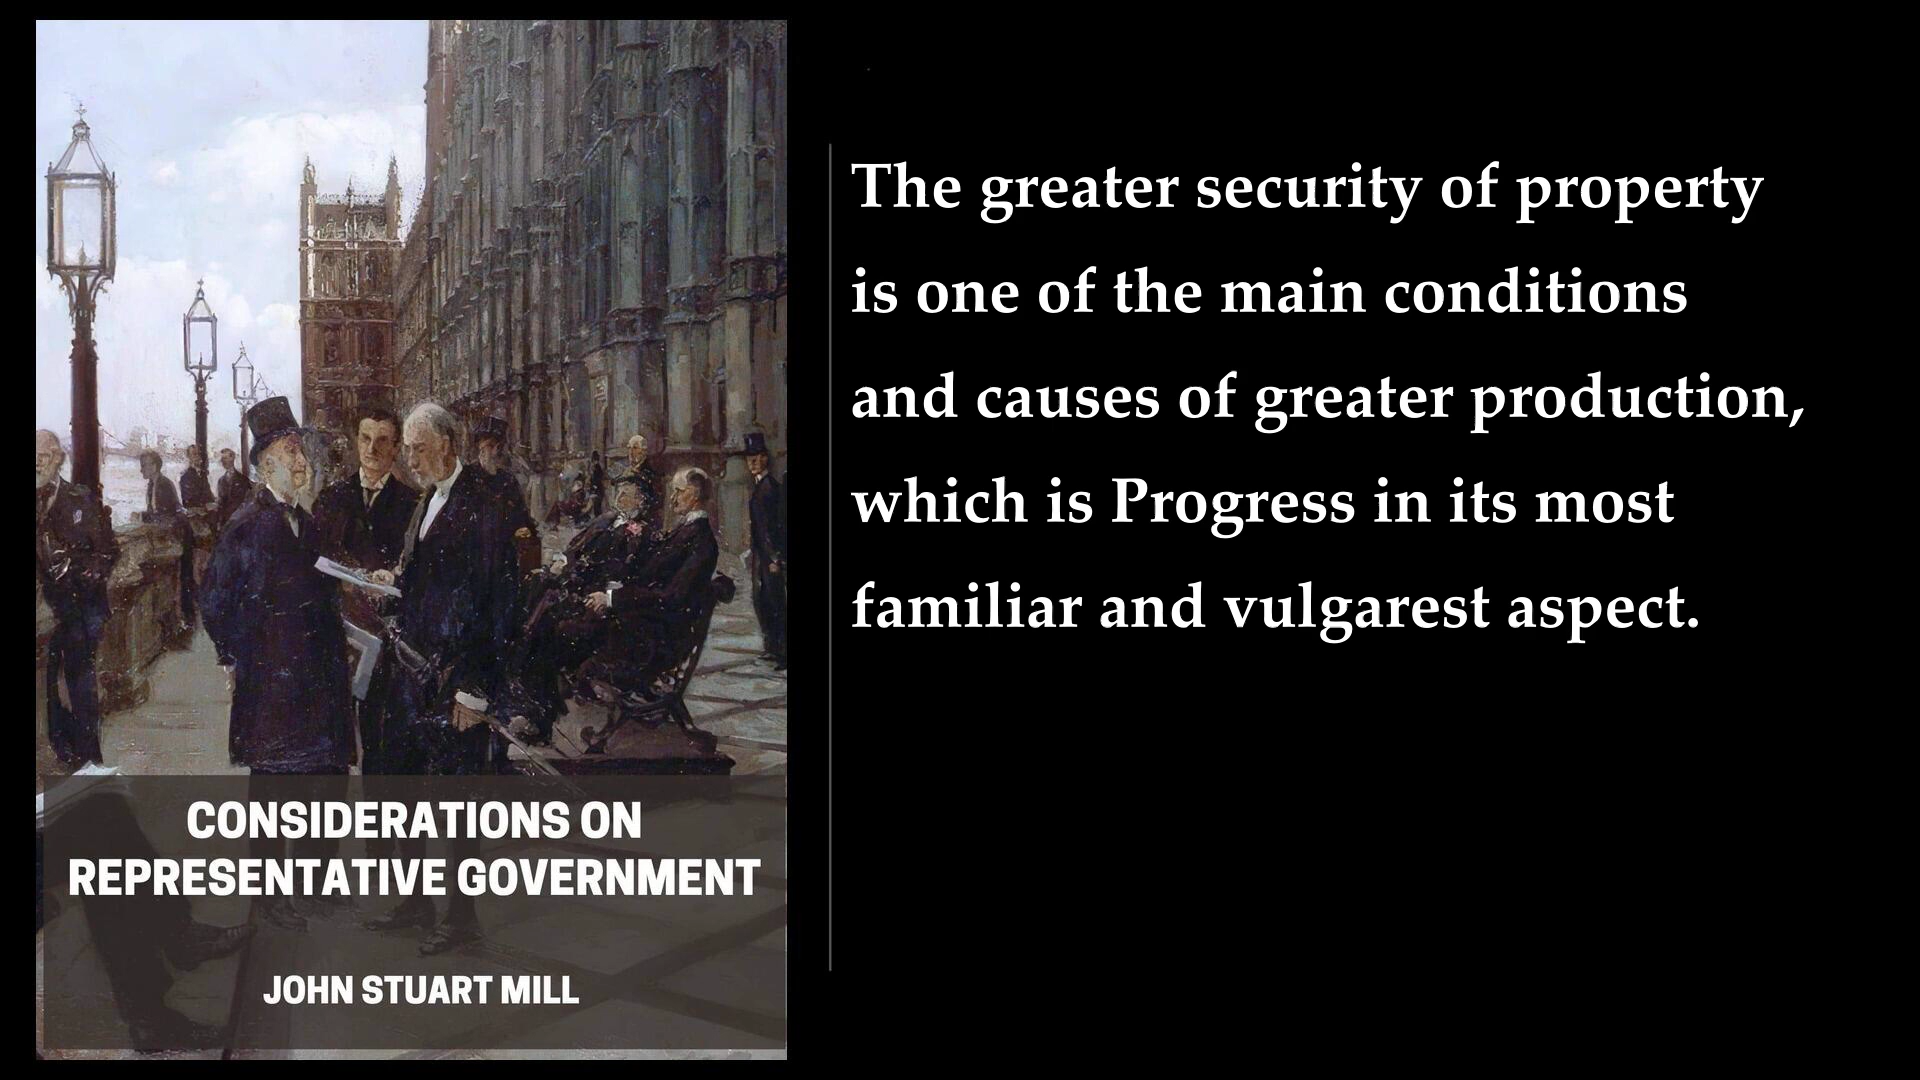 The greater security of property
is one of the main conditions
and causes of greater production,
which is Progress in its most
familiar and vulgarest aspect.
CONSIDERATIONS ON
REPRESENTATIVE GOVERNMENT
JOHN STUART MILL